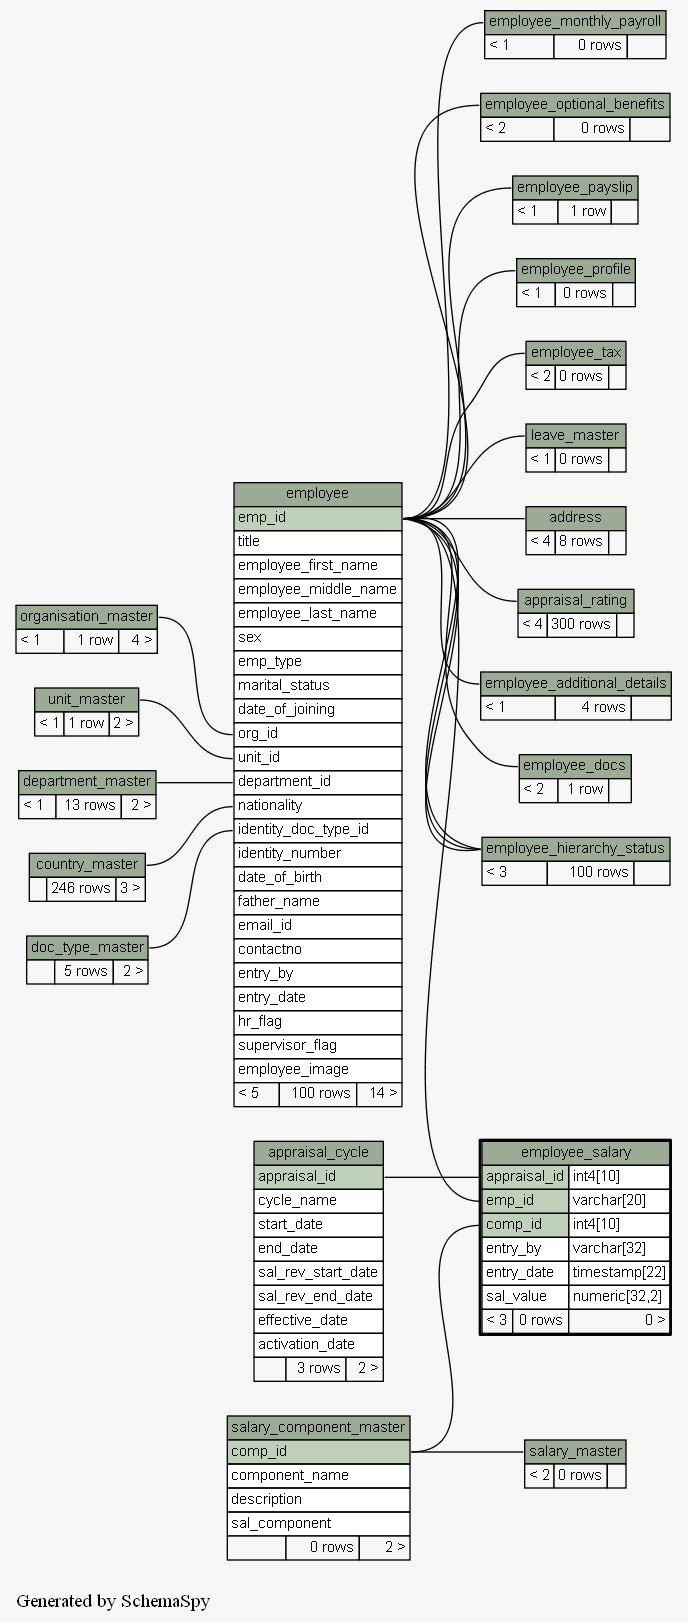 employee_monthly_payroll
< 1 0 rows
employee_optional_benefits
< 2 0 rows
employee_payslip
< 1 1 row
employee_profile
< 1 0 rows
employee_tax
< 2 0 rows
leave_master
< 1 0 rows
address
< 4 8 rows
appraisal_rating
< 4 300 rows
employee_additional_details
< 1 4 rows
employee_docs
< 2 1 row
employee_hierarchy_status
< 3 100 rows
employee
emp_id
title
employee_first_name
employee_middle_name
employee_last_name
sex
emp_type
marital_status
date_of_joining
org_id
unit_id
department_id
nationality
identity_doc_type_id
identity_number
date_of_birth
father_name
email_id
contactno
entry_by
entry_date
hr_flag
supervisor_flag
employee_image
< 5 100 rows 14 >
organisation_master
< 1 1 row 4 >
unit_master
< 1 1 row 2 >
department_master
< 1 13 rows 2 >
country_master
246 rows 3 >
doc_type_master
5 rows 2 >
appraisal_cycle
appraisal_id
cycle_name
start_date
end_date
sal_rev_start_date
sal_rev_end_date
effective_date
activation_date
3 rows 2 >
employee_salary
appraisal_id int4[10]
emp_id varchar[20]
comp_id int4[10]
entry_by varchar[32]
entry_date timestamp[22]
sal_value numeric[32,2]
< 3 0 rows 0 >
salary_component_master
comp_id
component_name
description
sal_component
0 rows 2 >
salary_master
< 2 0 rows
Generated by SchemaSpy